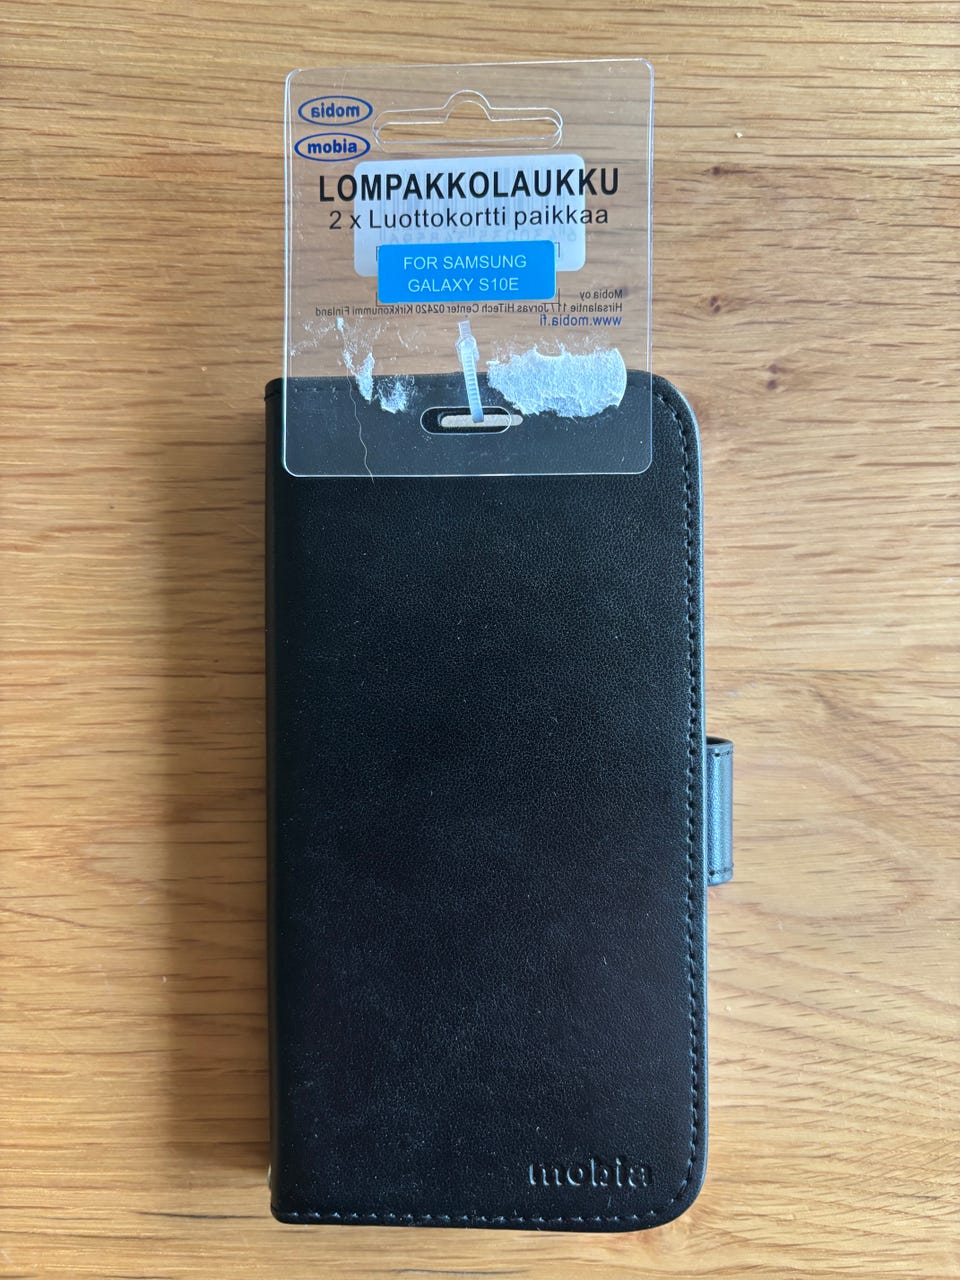 mobia
mobia
LOMPAKKOLAUKKU
2 x Luottokortti paikkaa
FOR SAMSUNG
GALAXY S10E
Mobia oy
Hirsalantie 11 Jorvas HiTech Center 02420 Kirkkonummi Finland
www.mobia.fi
mobia